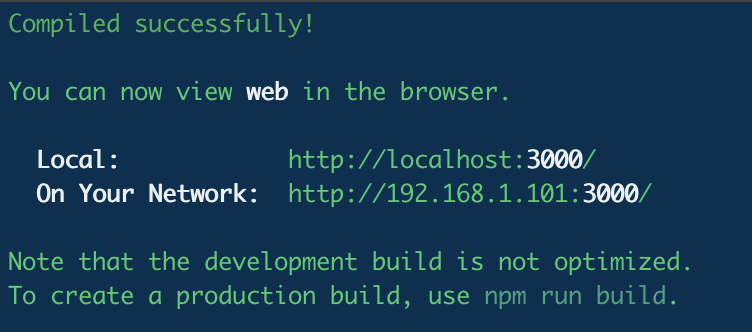 Compiled successfully!
You can now view web in the browser.
Local: http://localhost:3000/
On Your Network: http://192.168.1.101:3000/
Note that the development build is not optimized.
To create a production build, use npm run build.